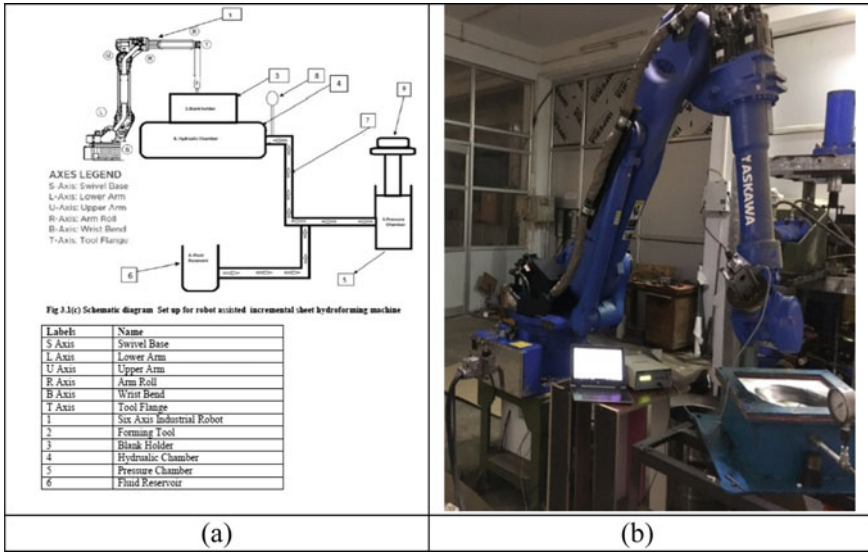 1
R
B
T
U
R
3
8
4
2
9
3.Blank holder
L
7
4. Hydraulic Chamber
S
AXES LEGEND
S-Axis: Swivel Base
L-Axis: Lower Arm
U-Axis: Upper Arm
R-Axis: Arm Roll
B-Axis: Wrist Bend
T-Axis: Tool Flange
5.Pressure
Chamber
6
5
Fig 3.1(c) Schematic diagram Set up for robot assisted incremental sheet hydroforming machine
Labels Name
S Axis Swivel Base
L Axis Lower Arm
U Axis Upper Arm
R Axis Arm Roll
B Axis Wrist Bend
T Axis Tool Flange
1 Six Axis Industrial Robot
2 Forming Tool
3 Blank Holder
4 Hydrualic Chamber
5 Pressure Chamber
6 Fluid Reservoir
YASKAWA
(a)
(b)